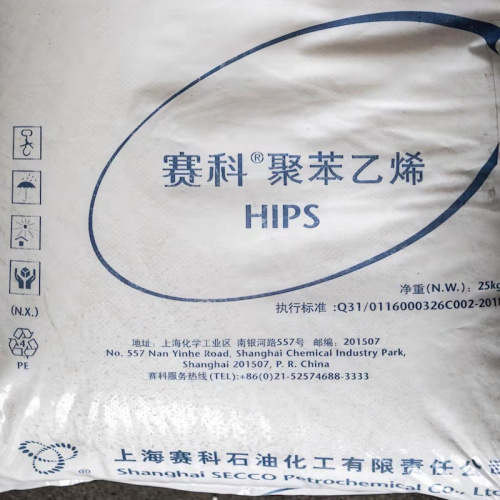 赛科®聚苯乙烯
HIPS
净重(N.W.): 25kg
执行标准:Q31/0116000326C002-201
(N.X.)
4
PE
地址: 上海化学工业区 南银河路557号 邮编: 201507
No. 557 Nan Yinhe Road, Shanghai Chemical Industry Park,
Shanghai 201507, P. R. China
赛科服务热线(TEL):+86(0)21-52574688-3333
上海赛科石油化工有限责任公
®
Shanghai SECCO Petrochemical Co., L